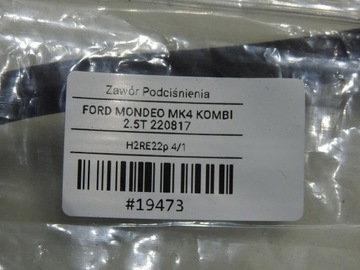 Zawór Podciśnienia
FORD MONDEO MK4 KOMBI
2.5T 220817
H2RE22p 4/1
#19473